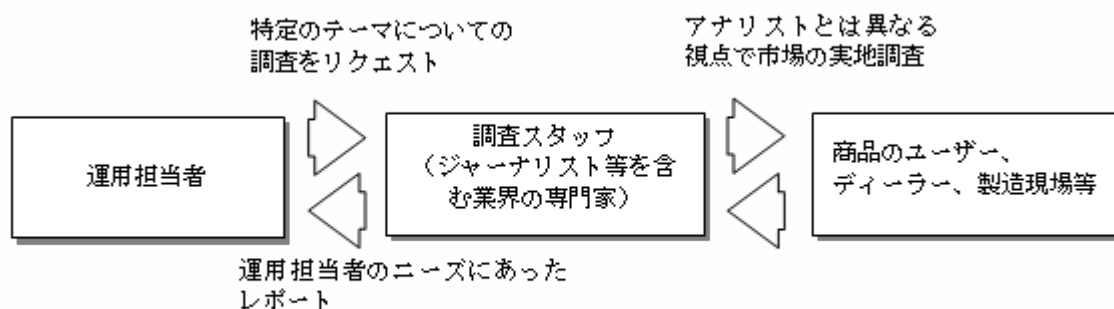 特定のテーマについての
調査をリクエスト
アナリストとは異なる
視点で市場の実地調査
運用担当者
調査スタッフ
（ジャーナリスト等を含
む業界の専門家）
商品のユーザー、
ディーラー、製造現場等
運用担当者のニーズにあった
レポート